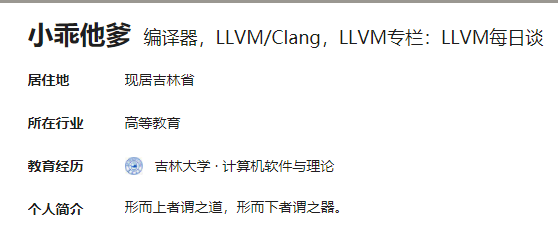 小乖他爹 编译器，LLVM/Clang，LLVM专栏：LLVM每日谈
居住地 现居吉林省
所在行业 高等教育
教育经历 吉林大学 · 计算机软件与理论
个人简介 形而上者谓之道，形而下者谓之器。